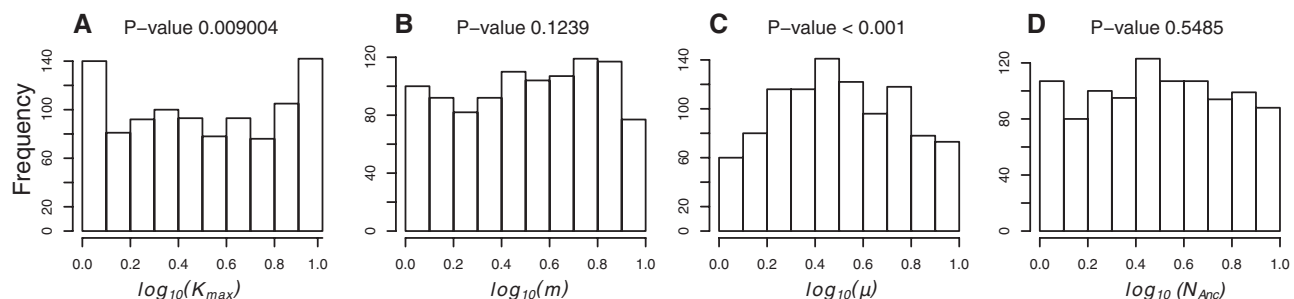 A P−value 0.009004
B P−value 0.1239
C P−value < 0.001
D P−value 0.5485
Frequency
0 20 60 100 140
0 40 80 120
0 20 60 100 140
0 40 80 120
0.0 0.2 0.4 0.6 0.8 1.0
0.0 0.2 0.4 0.6 0.8 1.0
0.0 0.2 0.4 0.6 0.8 1.0
0.0 0.2 0.4 0.6 0.8 1.0
log10(Kmax)
log10(m)
log10(μ)
log10 (NAnc)